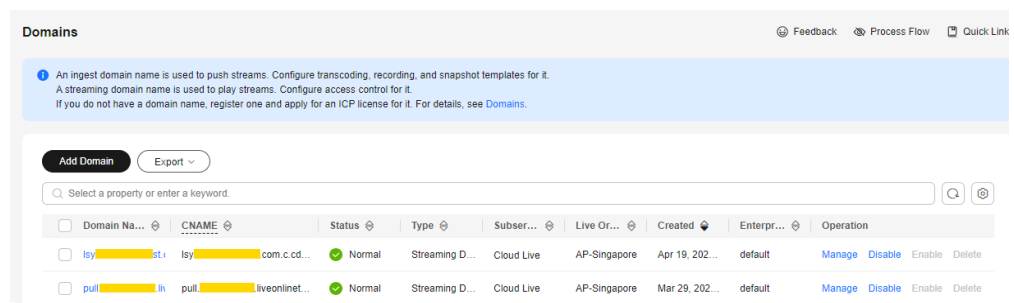 Domains
Feedback Process Flow Quick Link
An ingest domain name is used to push streams. Configure transcoding, recording, and snapshot templates for it.
A streaming domain name is used to play streams. Configure access control for it.
If you do not have a domain name, register one and apply for an ICP license for it. For details, see Domains.
Add Domain Export
Select a property or enter a keyword.
Domain Na... CNAME Status Type Subser... Live Or... Created Enterpr... Operation
lsy st. lsy com.c.cd... Normal Streaming D... Cloud Live AP-Singapore Apr 19, 202... default Manage Disable Enable Delete
pull liv pull. liveonlinet... Normal Streaming D... Cloud Live AP-Singapore Mar 29, 202... default Manage Disable Enable Delete